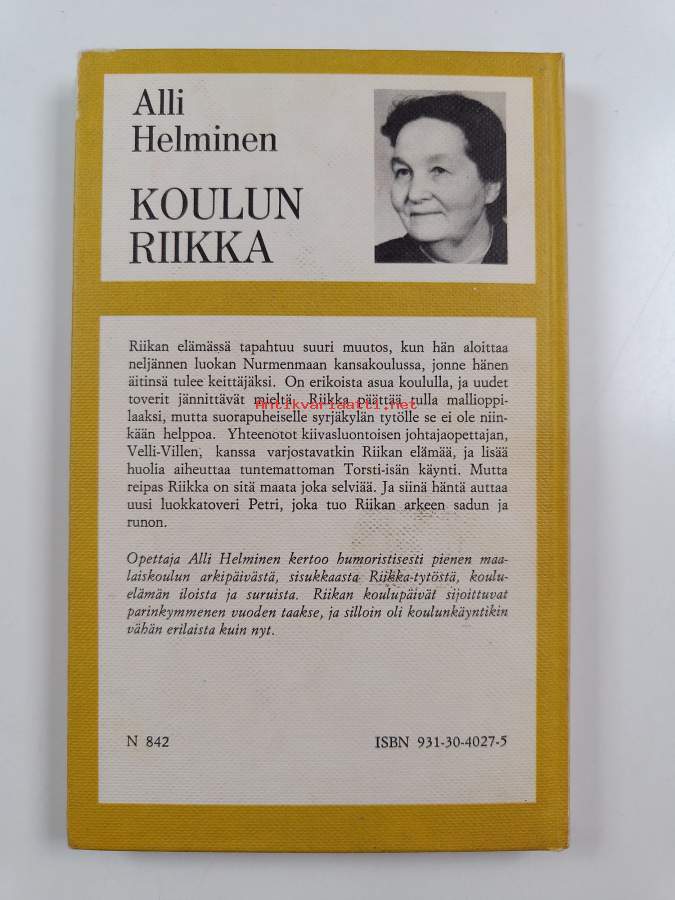 Alli
Helminen
KOULUN
RIIKKA
Riikan elämässä tapahtuu suuri muutos, kun hän aloittaa
neljännen luokan Nurmenmaan kansakoulussa, jonne hänen
äitinsä tulee keittäjäksi. On erikoista asua koululla, ja uudet
toverit jännittävät mieltä. Riikka päättää tulla mallioppi-
laaksi, mutta suorapuheiselle syrjäkylän tytölle se ei ole niin-
kään helppoa. Yhteenotot kiivasluontoisen johtajaopettajan,
Velli-Villen, kanssa varjostavatkin Riikan elämää, ja lisää
huolia aiheuttaa tuntemattoman Torsti-isän käynti. Mutta
reipas Riikka on sitä maata joka selviää. Ja siinä häntä auttaa
uusi luokkatoveri Petri, joka tuo Riikan arkeen sadun ja
runon.
Opettaja Alli Helminen kertoo humoristisesti pienen maa-
laiskoulun arkipäivästä, sisukkaasta Riikka-tytöstä, koulu-
elämän iloista ja suruista. Riikan koulupäivät sijoittuvat
parinkymmenen vuoden taakse, ja silloin oli koulunkäyntikin
vähän erilaista kuin nyt.
N 842
ISBN 931-30-4027-5
Antikvariaatti.net